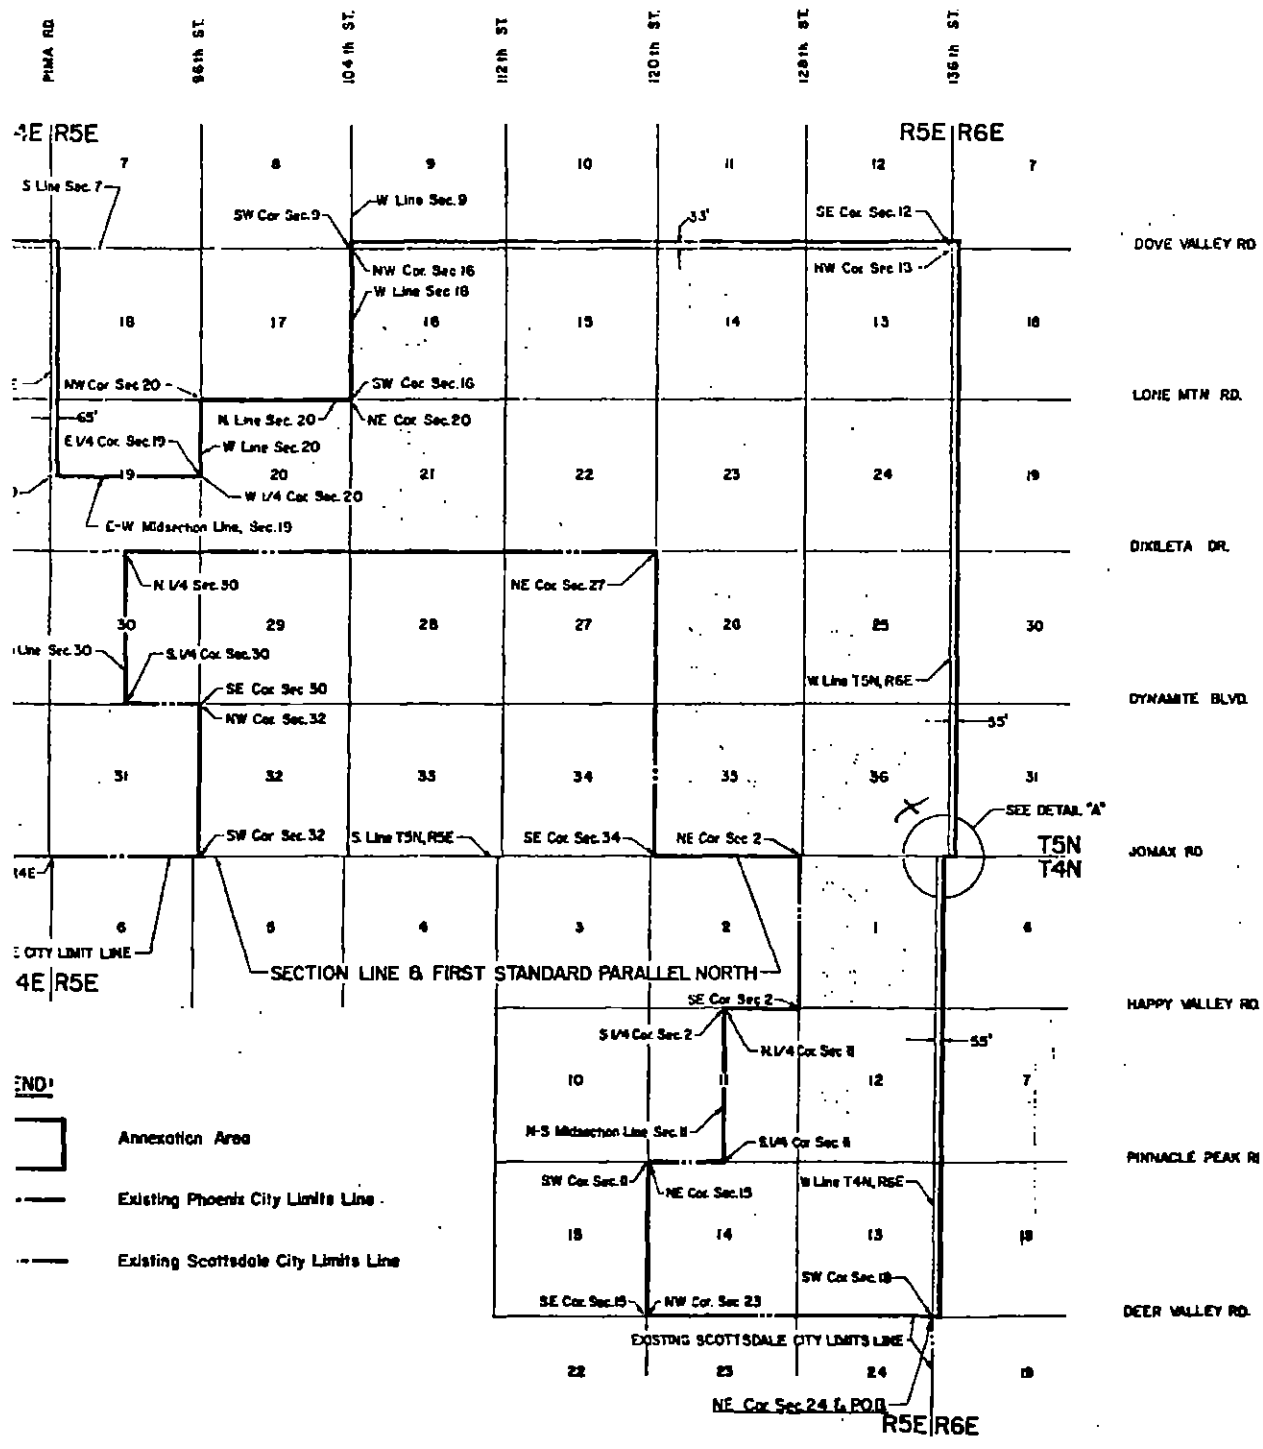 PIMA RD.
96th ST.
104th ST.
112th ST.
120th ST.
128th ST.
136th ST.
4E R5E
R5E R6E
7
8
9
10
11
12
7
S Line Sec. 7
W Line Sec. 9
SW Cor Sec. 9
33'
SE Cor. Sec. 12
DOVE VALLEY RD
NW Cor. Sec 16
NW Cor Sec 13
W Line Sec 18
18
17
16
15
14
13
18
NW Cor Sec 20
SW Cor. Sec. 16
LONE MTN RD.
65'
N. Line Sec. 20
NE Cor. Sec. 20
E 1/4 Cor. Sec. 19
W Line Sec. 20
19
20
21
22
23
24
19
W 1/4 Cor Sec. 20
E-W Midsection Line, Sec. 19
DIXILETA DR.
N. 1/4 Sec. 30
NE Cor. Sec. 27
30
29
28
27
26
25
30
Line Sec. 30
S. 1/4 Cor. Sec. 30
W. Line T5N, R6E
SE Cor Sec 30
DYNAMITE BLVD.
NW Cor. Sec. 32
55'
31
32
33
34
35
36
31
SEE DETAIL "A"
SW Cor Sec. 32
S. Line T5N, R5E
SE Cor. Sec. 34
NE Cor Sec 2
T5N
JOMAX RD
R4E
T4N
6
5
4
3
2
1
6
E CITY LIMIT LINE
SECTION LINE & FIRST STANDARD PARALLEL NORTH
4E R5E
SE Cor Sec 2
HAPPY VALLEY RD.
S 1/4 Cor. Sec. 2
N. 1/4 Cor Sec 11
55'
END:
10
11
12
7
Annexation Area
N-S Midsection Line Sec. 11
S. 1/4 Cor Sec 11
PINNACLE PEAK R
SW Cor Sec. 11
NE Cor. Sec. 15
W Line T4N, R6E
Existing Phoenix City Limits Line
15
14
13
18
Existing Scottsdale City Limits Line
SW Cor Sec. 18
SE Cor. Sec. 15
NW Cor. Sec 23
DEER VALLEY RD.
EXISTING SCOTTSDALE CITY LIMITS LINE
22
23
24
19
NE Cor Sec 24 & P.O.B.
R5E R6E